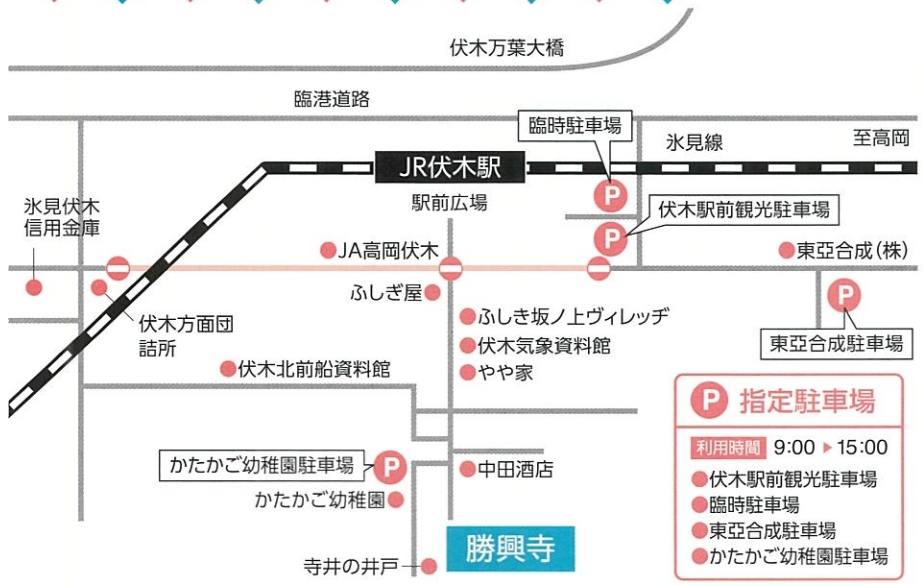 伏木万葉大橋
臨港道路
臨時駐車場
氷見線
至高岡
JR伏木駅
駅前広場
P
伏木駅前観光駐車場
氷見伏木
信用金庫
P
JA高岡伏木
東亞合成(株)
ふしぎ屋
P
伏木方面団
詰所
ふしき坂ノ上ヴィレッヂ
伏木気象資料館
やや家
東亞合成駐車場
伏木北前船資料館
P 指定駐車場
利用時間 9:00 ▶ 15:00
伏木駅前観光駐車場
臨時駐車場
東亞合成駐車場
かたかご幼稚園駐車場
かたかご幼稚園駐車場
P
中田酒店
かたかご幼稚園
勝興寺
寺井の井戸